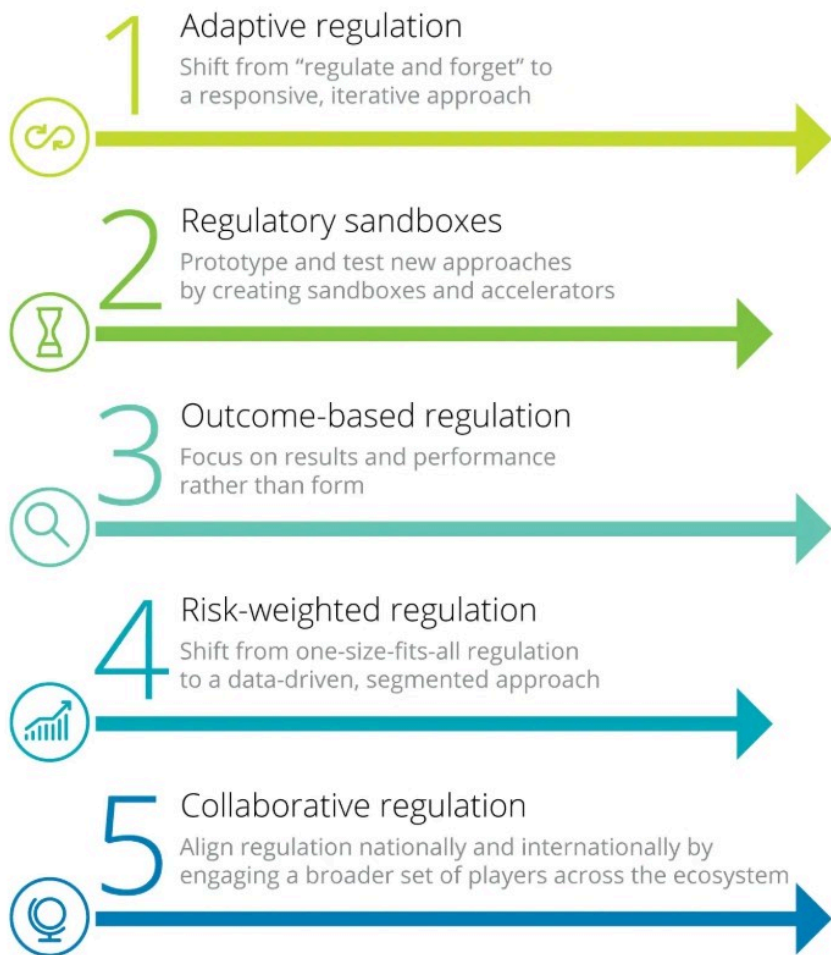 1
Adaptive regulation
Shift from “regulate and forget” to
a responsive, iterative approach
2
Regulatory sandboxes
Prototype and test new approaches
by creating sandboxes and accelerators
3
Outcome-based regulation
Focus on results and performance
rather than form
4
Risk-weighted regulation
Shift from one-size-fits-all regulation
to a data-driven, segmented approach
5
Collaborative regulation
Align regulation nationally and internationally by
engaging a broader set of players across the ecosystem